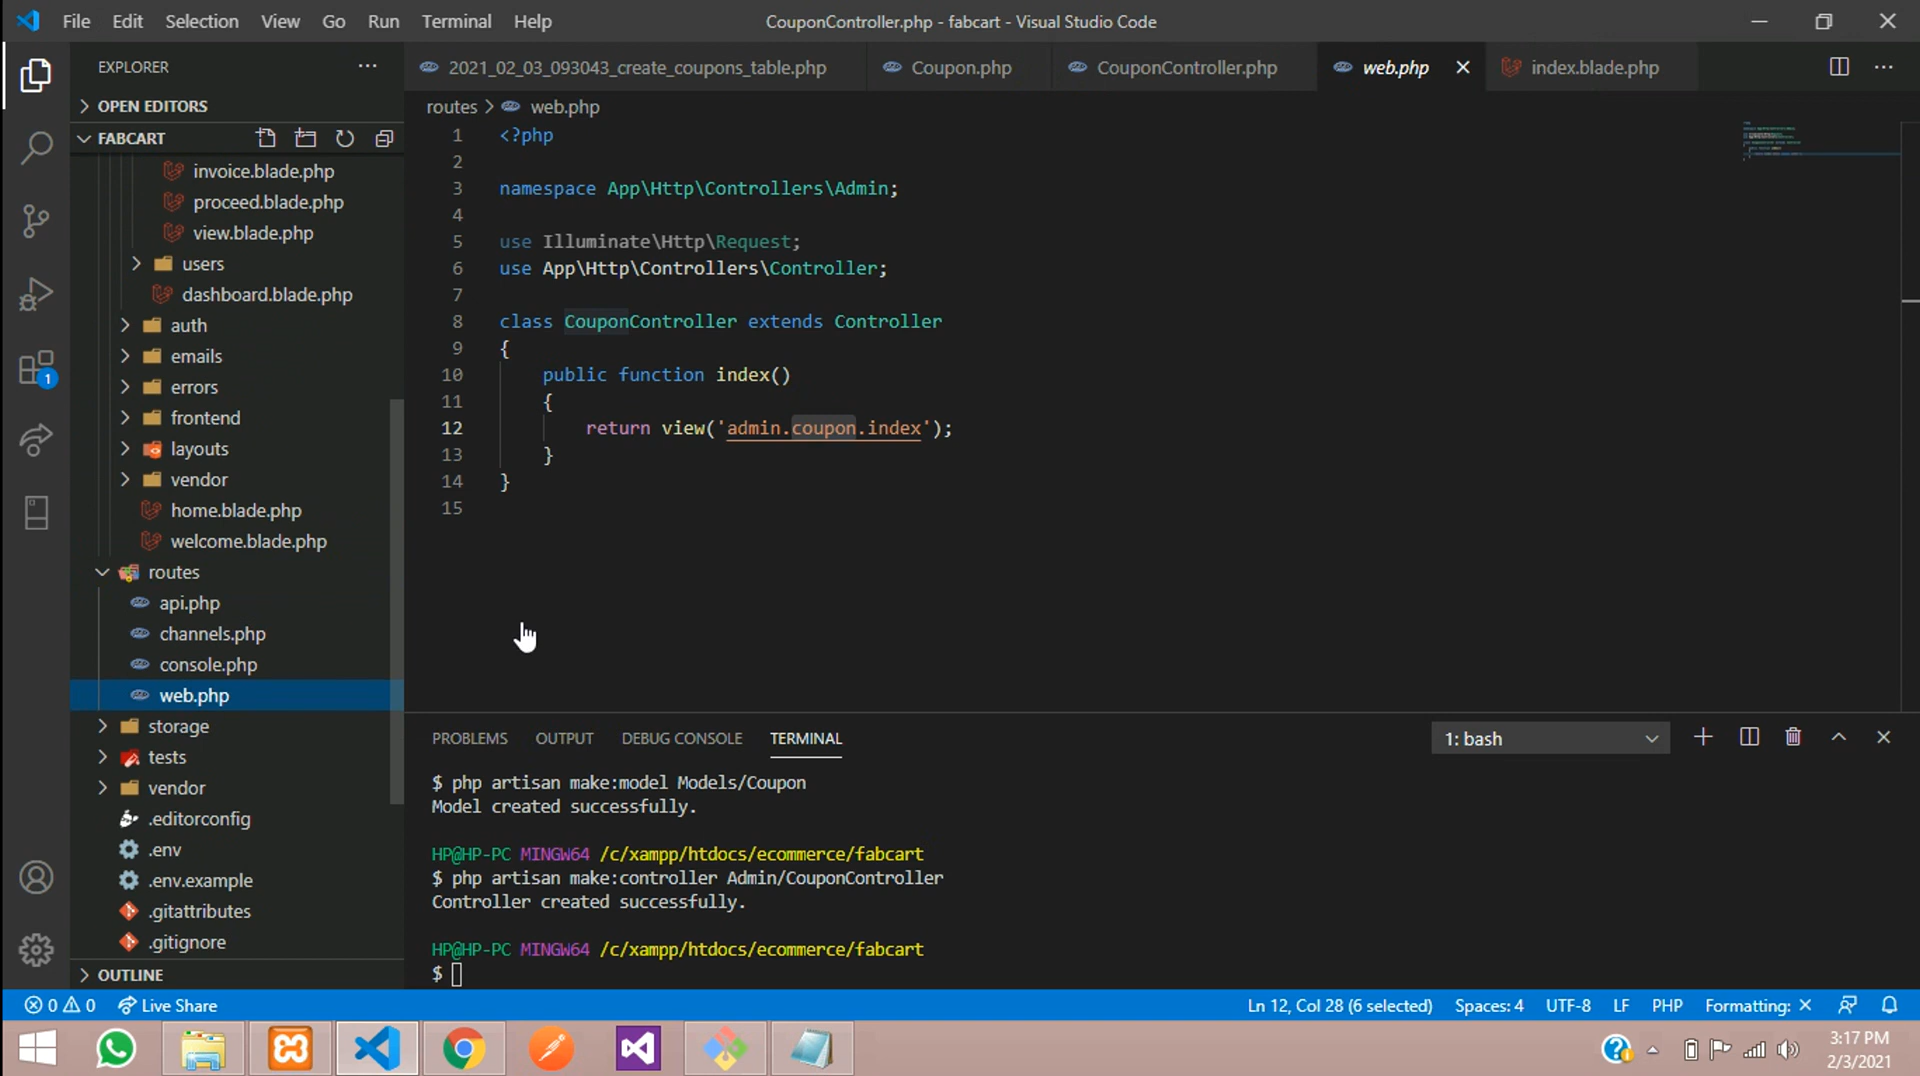 File Edit Selection View Go Run Terminal Help CouponController.php - fabcart - Visual Studio Code
EXPLORER
2021_02_03_093043_create_coupons_table.php Coupon.php CouponController.php web.php index.blade.php
OPEN EDITORS
routes > web.php
FABCART
invoice.blade.php
proceed.blade.php
view.blade.php
users
dashboard.blade.php
auth
emails
errors
frontend
layouts
vendor
home.blade.php
welcome.blade.php
routes
api.php
channels.php
console.php
web.php
storage
tests
vendor
.editorconfig
.env
.env.example
.gitattributes
.gitignore
OUTLINE
1 <?php
2
3 namespace App\Http\Controllers\Admin;
4
5 use Illuminate\Http\Request;
6 use App\Http\Controllers\Controller;
7
8 class CouponController extends Controller
9 {
10 public function index()
11 {
12 return view('admin.coupon.index');
13 }
14 }
15
PROBLEMS OUTPUT DEBUG CONSOLE TERMINAL 1: bash
$ php artisan make:model Models/Coupon
Model created successfully.
HP@HP-PC MINGW64 /c/xampp/htdocs/ecommerce/fabcart
$ php artisan make:controller Admin/CouponController
Controller created successfully.
HP@HP-PC MINGW64 /c/xampp/htdocs/ecommerce/fabcart
$
0 0 Live Share Ln 12, Col 28 (6 selected) Spaces: 4 UTF-8 LF PHP Formatting: ×
1
3:17 PM
2/3/2021